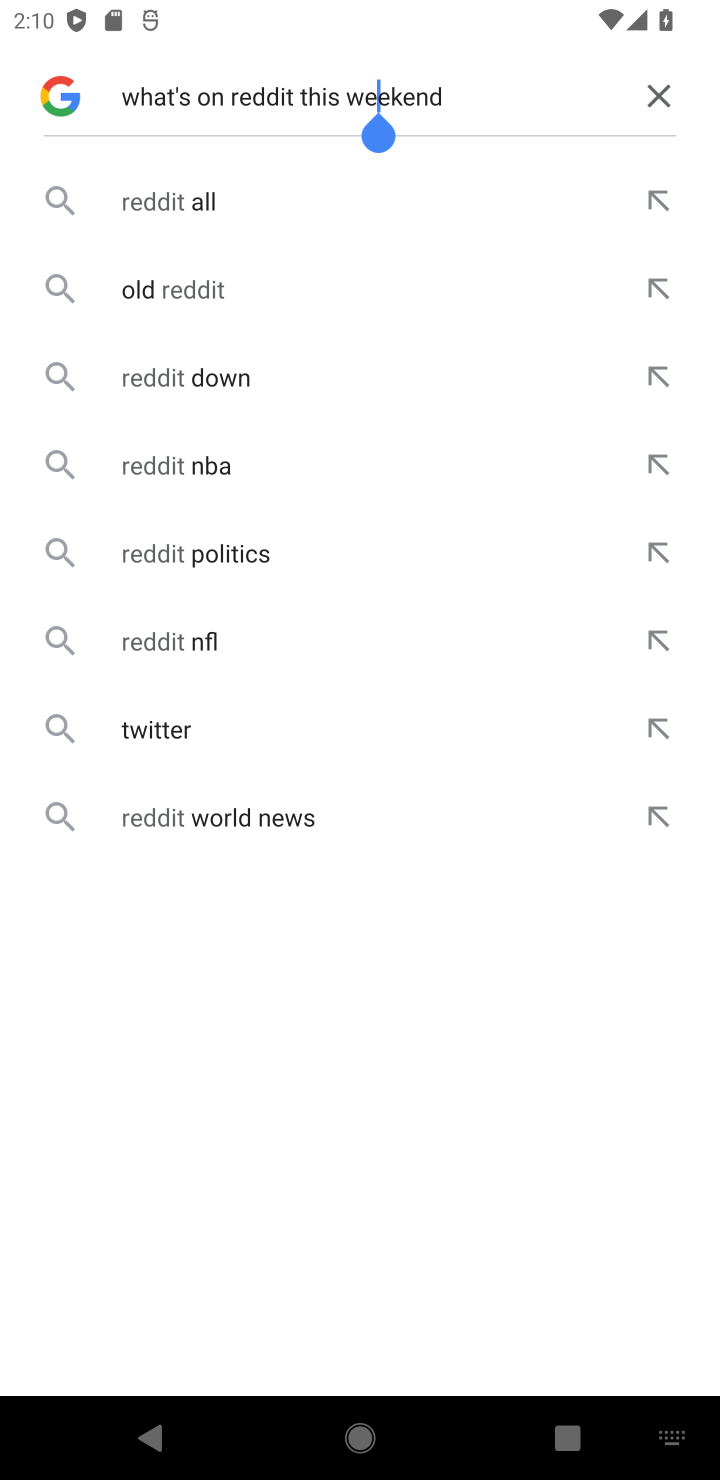 2:10
what's on reddit this weekend
reddit all
old reddit
reddit down
reddit nba
reddit politics
reddit nfl
twitter
reddit world news